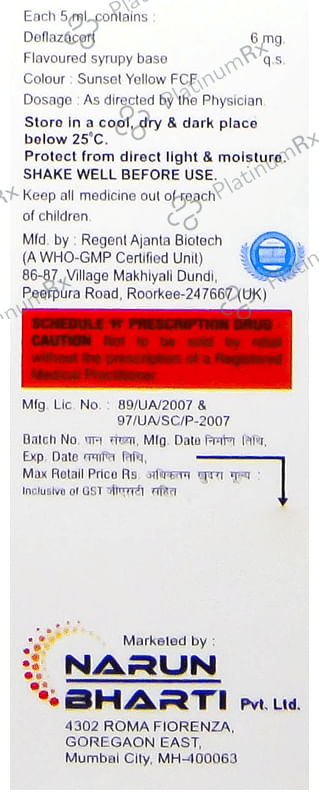 Each 5 ml. contains :
Deflazacort 6 mg.
Flavoured syrupy base q.s.
Colour : Sunset Yellow FCF
Dosage : As directed by the Physician.
Store in a cool, dry & dark place
below 25°C.
Protect from direct light & moisture.
SHAKE WELL BEFORE USE.
Keep all medicine out of reach
of children.
Mfd. by : Regent Ajanta Biotech
(A WHO-GMP Certified Unit)
86-87, Village Makhiyali Dundi,
Peerpura Road, Roorkee-247667 (UK)
SCHEDULE 'H' PRESCRIPTION DRUG
CAUTION Not to be sold by retail
without the prescription of a Registered
Medical Practitioner
Mfg. Lic. No. : 89/UA/2007 &
97/UA/SC/P-2007
Batch No. घान संख्या, Mfg. Date निर्माण तिथि,
Exp. Date समाप्ति तिथि,
Max Retail Price Rs. अधिकतम खुदरा मूल्य :
Inclusive of GST जीएसटी सहित
Marketed by :
NARUN
BHARTI Pvt. Ltd.
4302 ROMA FIORENZA,
GOREGAON EAST,
Mumbai City, MH-400063
PlatinumRx
PlatinumRx
PlatinumRx